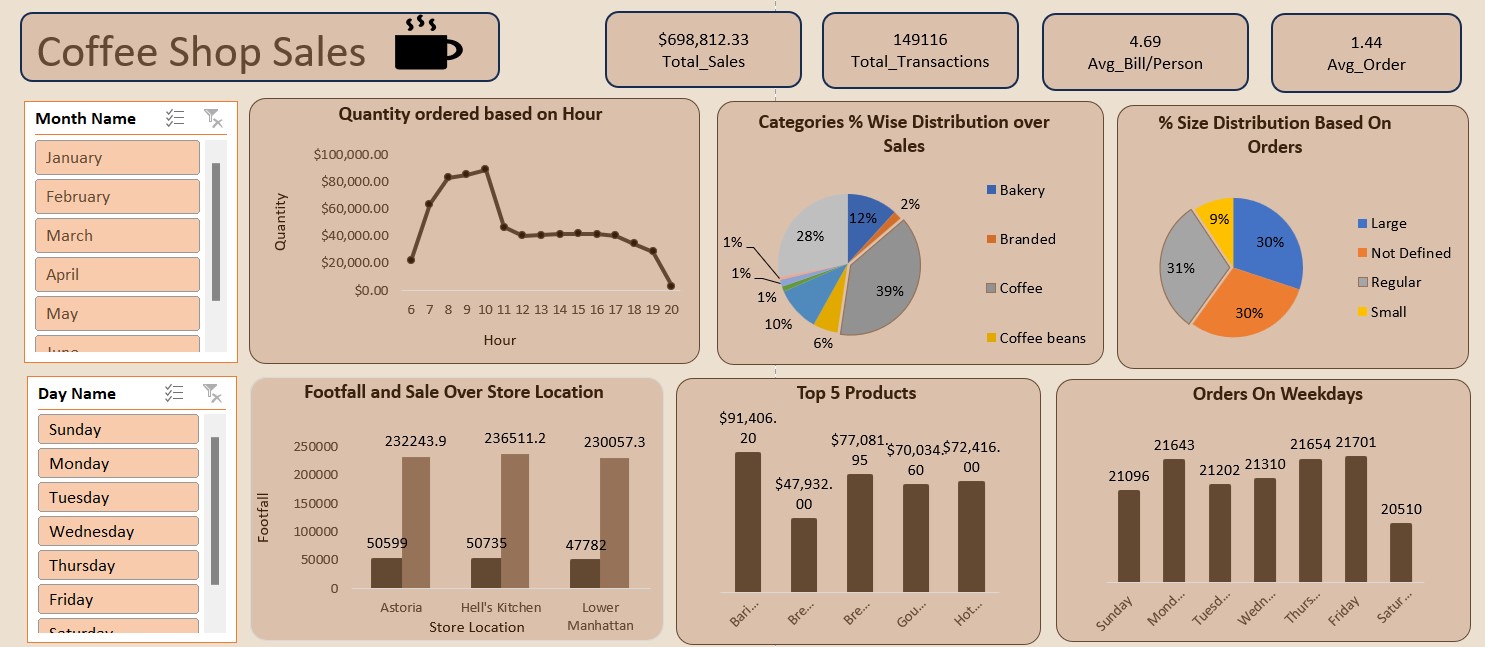 Coffee Shop Sales
$698,812.33
Total_Sales
149116
Total_Transactions
4.69
Avg_Bill/Person
1.44
Avg_Order
Month Name
January
February
March
April
May
June
Day Name
Sunday
Monday
Tuesday
Wednesday
Thursday
Friday
Saturday
Quantity ordered based on Hour
Quantity
$100,000.00
$80,000.00
$60,000.00
$40,000.00
$20,000.00
$0.00
6 7 8 9 10 11 12 13 14 15 16 17 18 19 20
Hour
Categories % Wise Distribution over
Sales
12%
2%
39%
6%
10%
1%
1%
1%
28%
Bakery
Branded
Coffee
Coffee beans
% Size Distribution Based On
Orders
9%
30%
31%
30%
Large
Not Defined
Regular
Small
Footfall and Sale Over Store Location
Footfall
250000
200000
150000
100000
50000
0
232243.9
236511.2
230057.3
50599
50735
47782
Astoria
Hell's Kitchen
Lower
Manhattan
Store Location
Top 5 Products
$91,406.
20
$47,932.
00
$77,081.
95
$70,034.
60
$72,416.
00
Bari...
Bre...
Bre...
Gou...
Hot...
Orders On Weekdays
21096
21643
21202
21310
21654
21701
20510
Sunday
Mond...
Tuesd...
Wedn...
Thurs...
Friday
Satur...